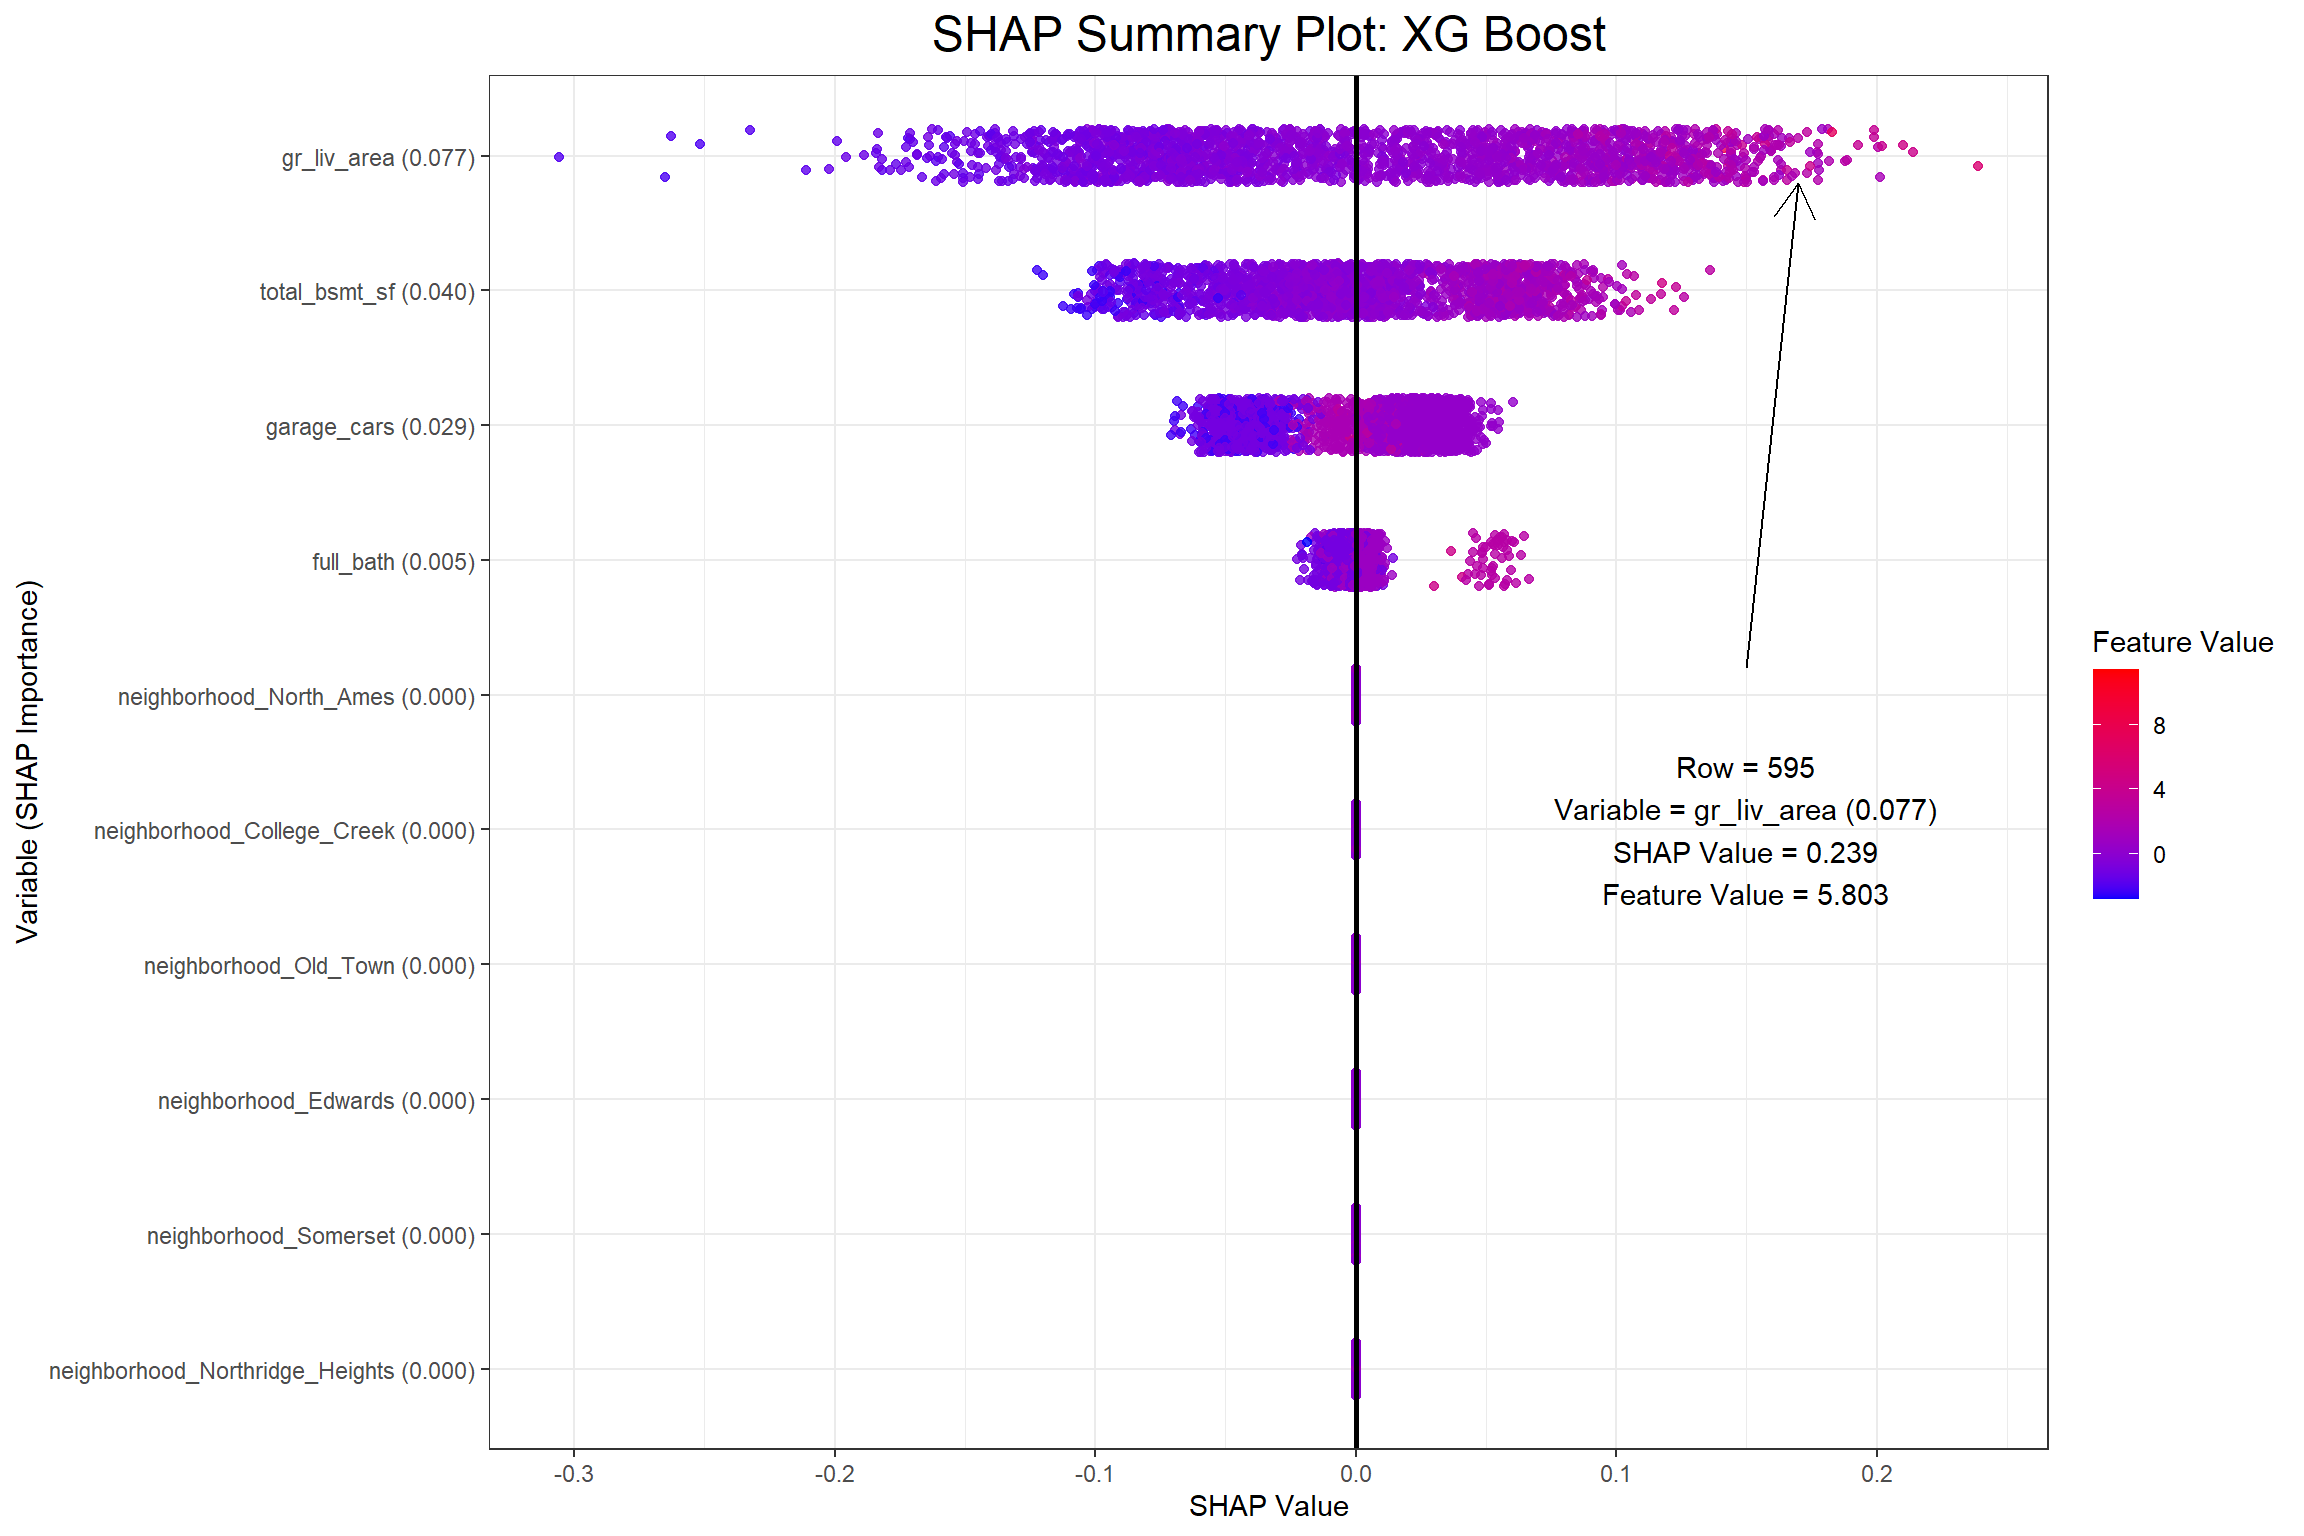 SHAP Summary Plot: XG Boost
Variable (SHAP Importance)
gr_liv_area (0.077)
total_bsmt_sf (0.040)
garage_cars (0.029)
full_bath (0.005)
neighborhood_North_Ames (0.000)
neighborhood_College_Creek (0.000)
neighborhood_Old_Town (0.000)
neighborhood_Edwards (0.000)
neighborhood_Somerset (0.000)
neighborhood_Northridge_Heights (0.000)
Row = 595
Variable = gr_liv_area (0.077)
SHAP Value = 0.239
Feature Value = 5.803
Feature Value
8
4
0
-0.3 -0.2 -0.1 0.0 0.1 0.2
SHAP Value